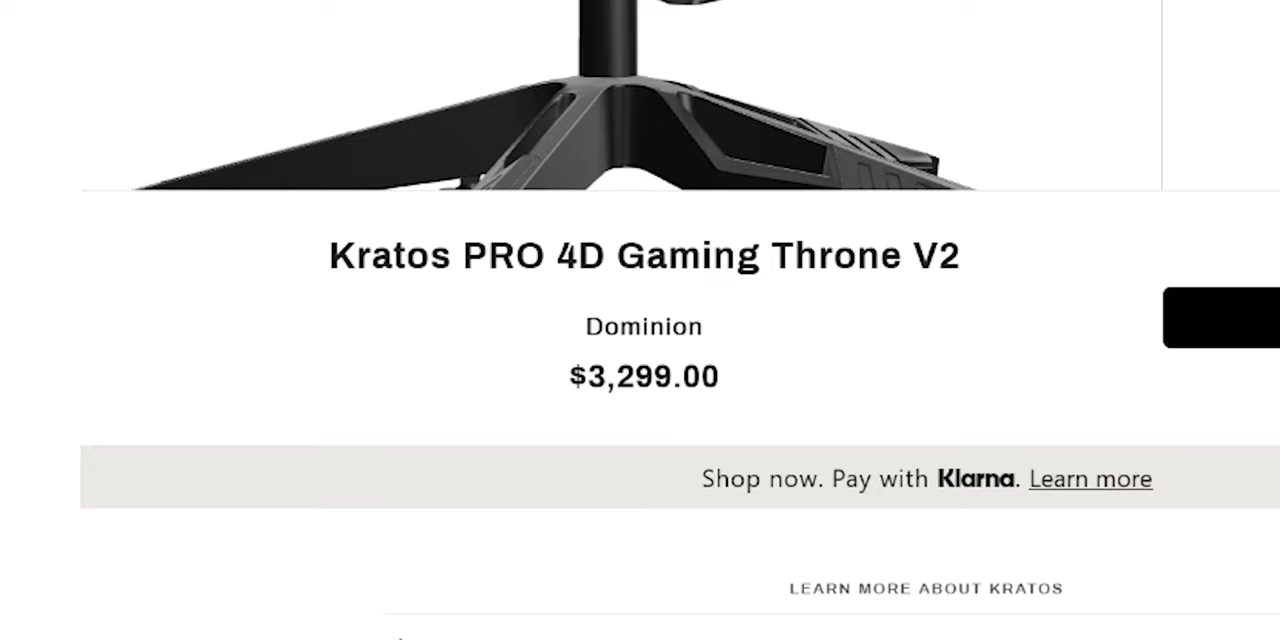 Kratos PRO 4D Gaming Throne V2
Dominion
$3,299.00
Shop now. Pay with Klarna. Learn more
LEARN MORE ABOUT KRATOS